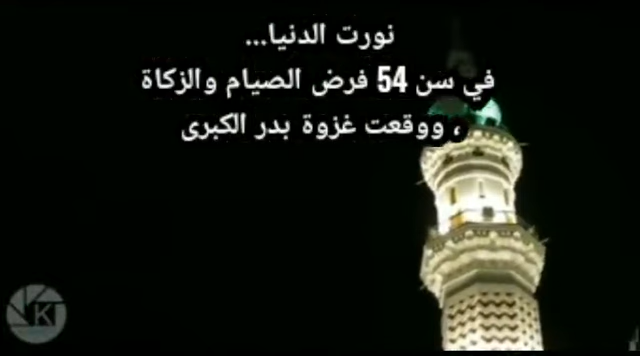 نورت الدنيا...
في سن 54 فرض الصيام والزكاة
، ووقعت غزوة بدر الكبرى
K